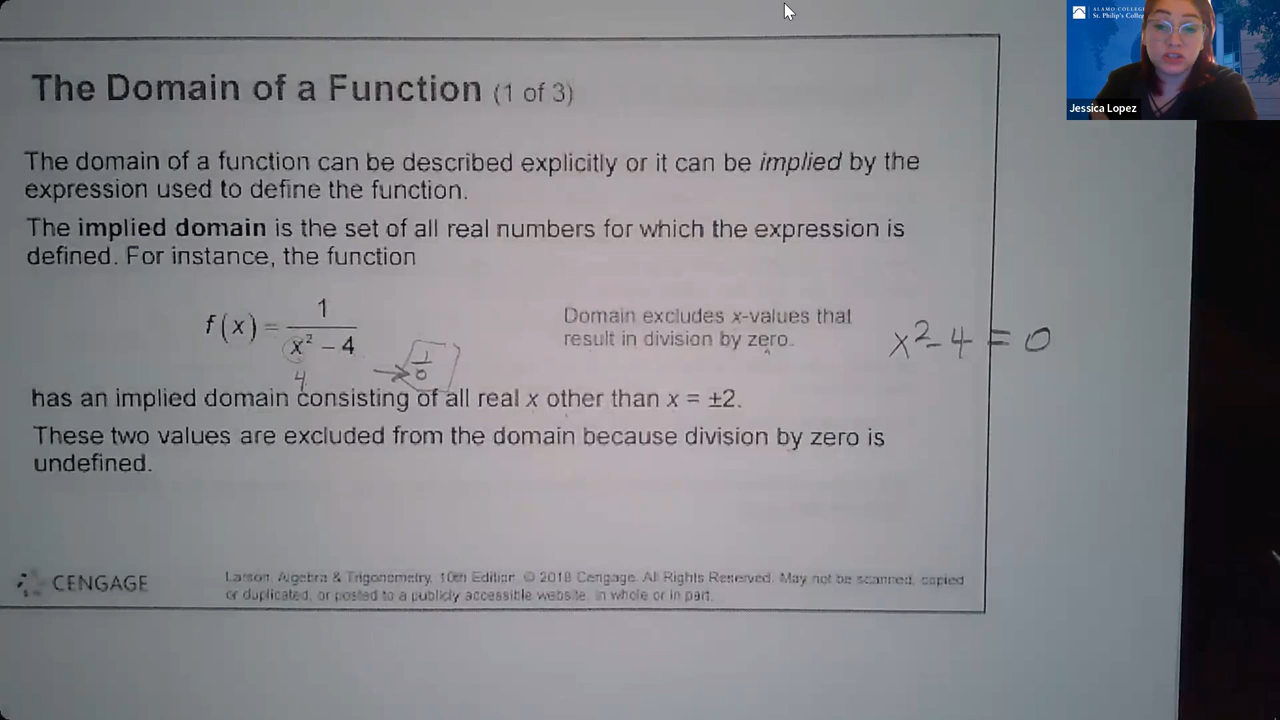 The Domain of a Function (1 of 3)
The domain of a function can be described explicitly or it can be implied by the
expression used to define the function.
The implied domain is the set of all real numbers for which the expression is
defined. For instance, the function
f(x) = 1 / (x² − 4)
4
1/0
Domain excludes x-values that
result in division by zero.
x² - 4 = 0
has an implied domain consisting of all real x other than x = ±2.
These two values are excluded from the domain because division by zero is
undefined.
CENGAGE
Larson, Algebra & Trigonometry, 10th Edition. © 2018 Cengage. All Rights Reserved. May not be scanned, copied
or duplicated, or posted to a publicly accessible website, in whole or in part.
ALAMO COLLEG
St. Philip's Colleg
Jessica Lopez